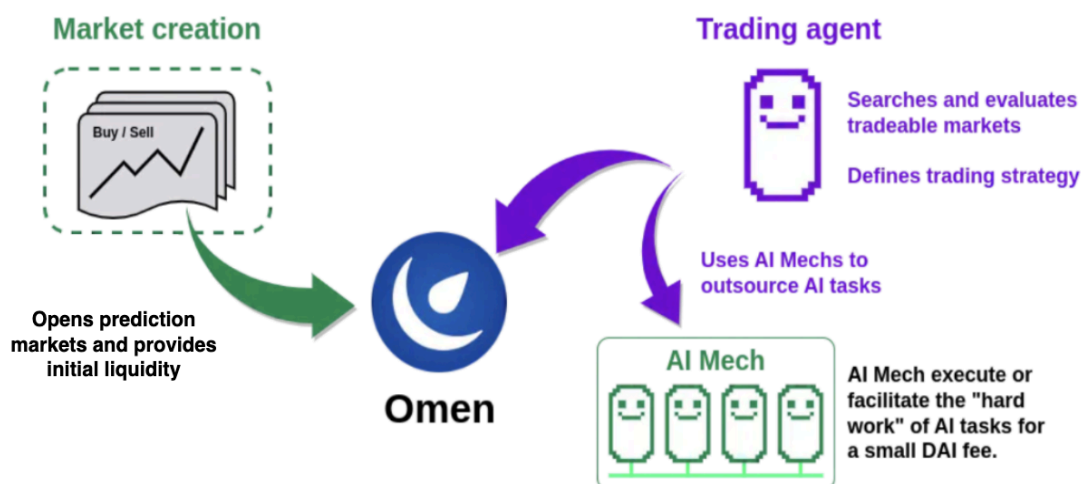 Market creation
Buy / Sell
Opens prediction
markets and provides
initial liquidity
Omen
Trading agent
Searches and evaluates
tradeable markets
Defines trading strategy
Uses AI Mechs to
outsource AI tasks
AI Mech
AI Mech execute or
facilitate the "hard
work" of AI tasks for
a small DAI fee.